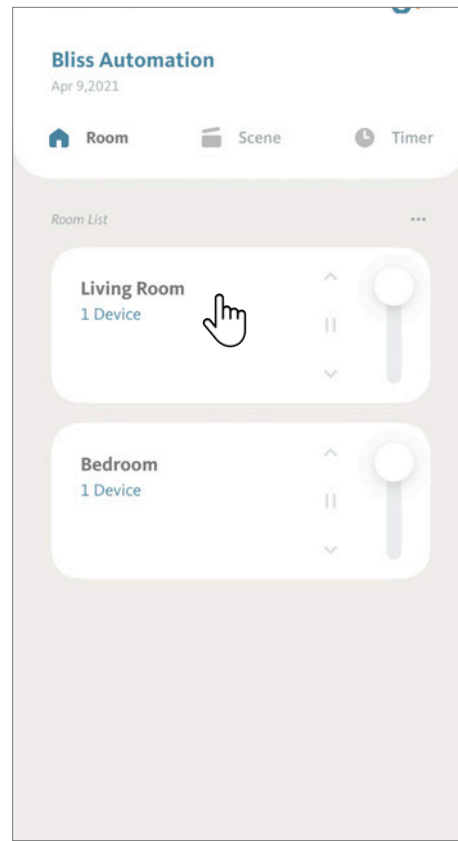 Bliss Automation
Apr 9,2021
Room Scene Timer
Room List
Living Room
1 Device
Bedroom
1 Device